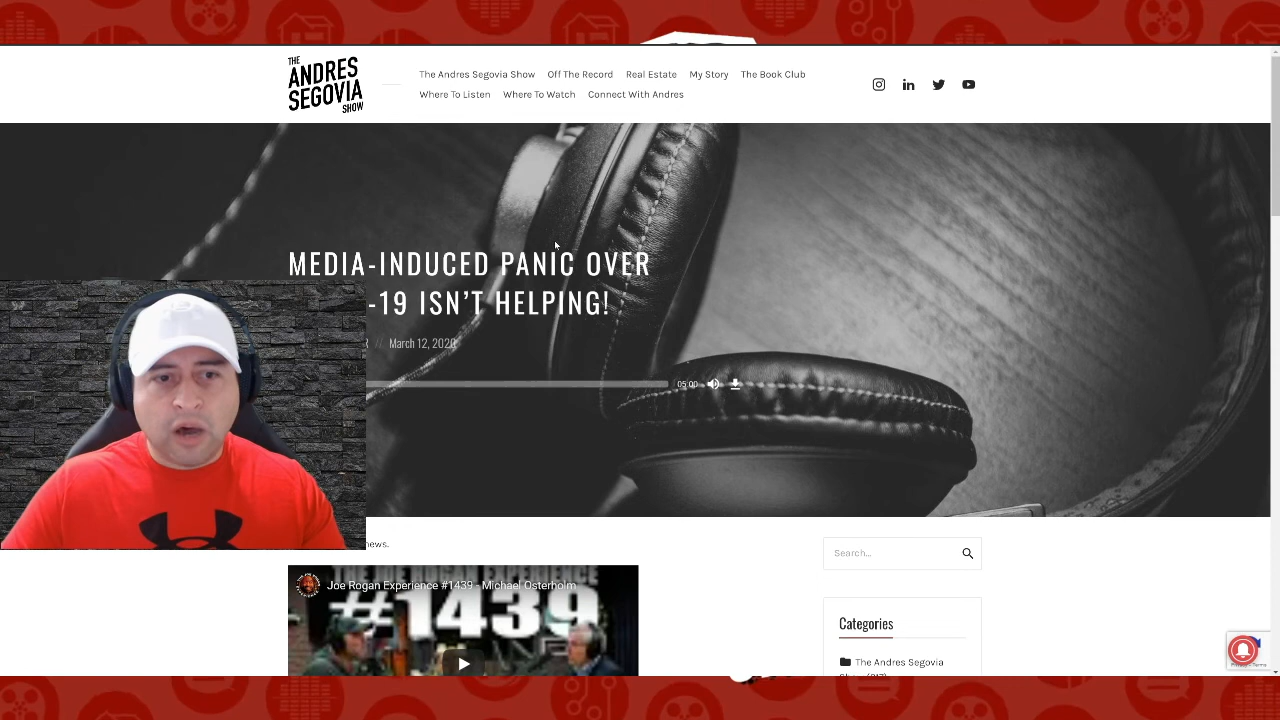 THE
ANDRES
SEGOVIA
SHOW
The Andres Segovia Show Off The Record Real Estate My Story The Book Club
Where To Listen Where To Watch Connect With Andres
MEDIA-INDUCED PANIC OVER
-19 ISN'T HELPING!
// March 12, 2020
05:00
news.
Search...
Joe Rogan Experience #1439 - Michael Osterholm
#1439
Categories
The Andres Segovia
Privacy - Terms